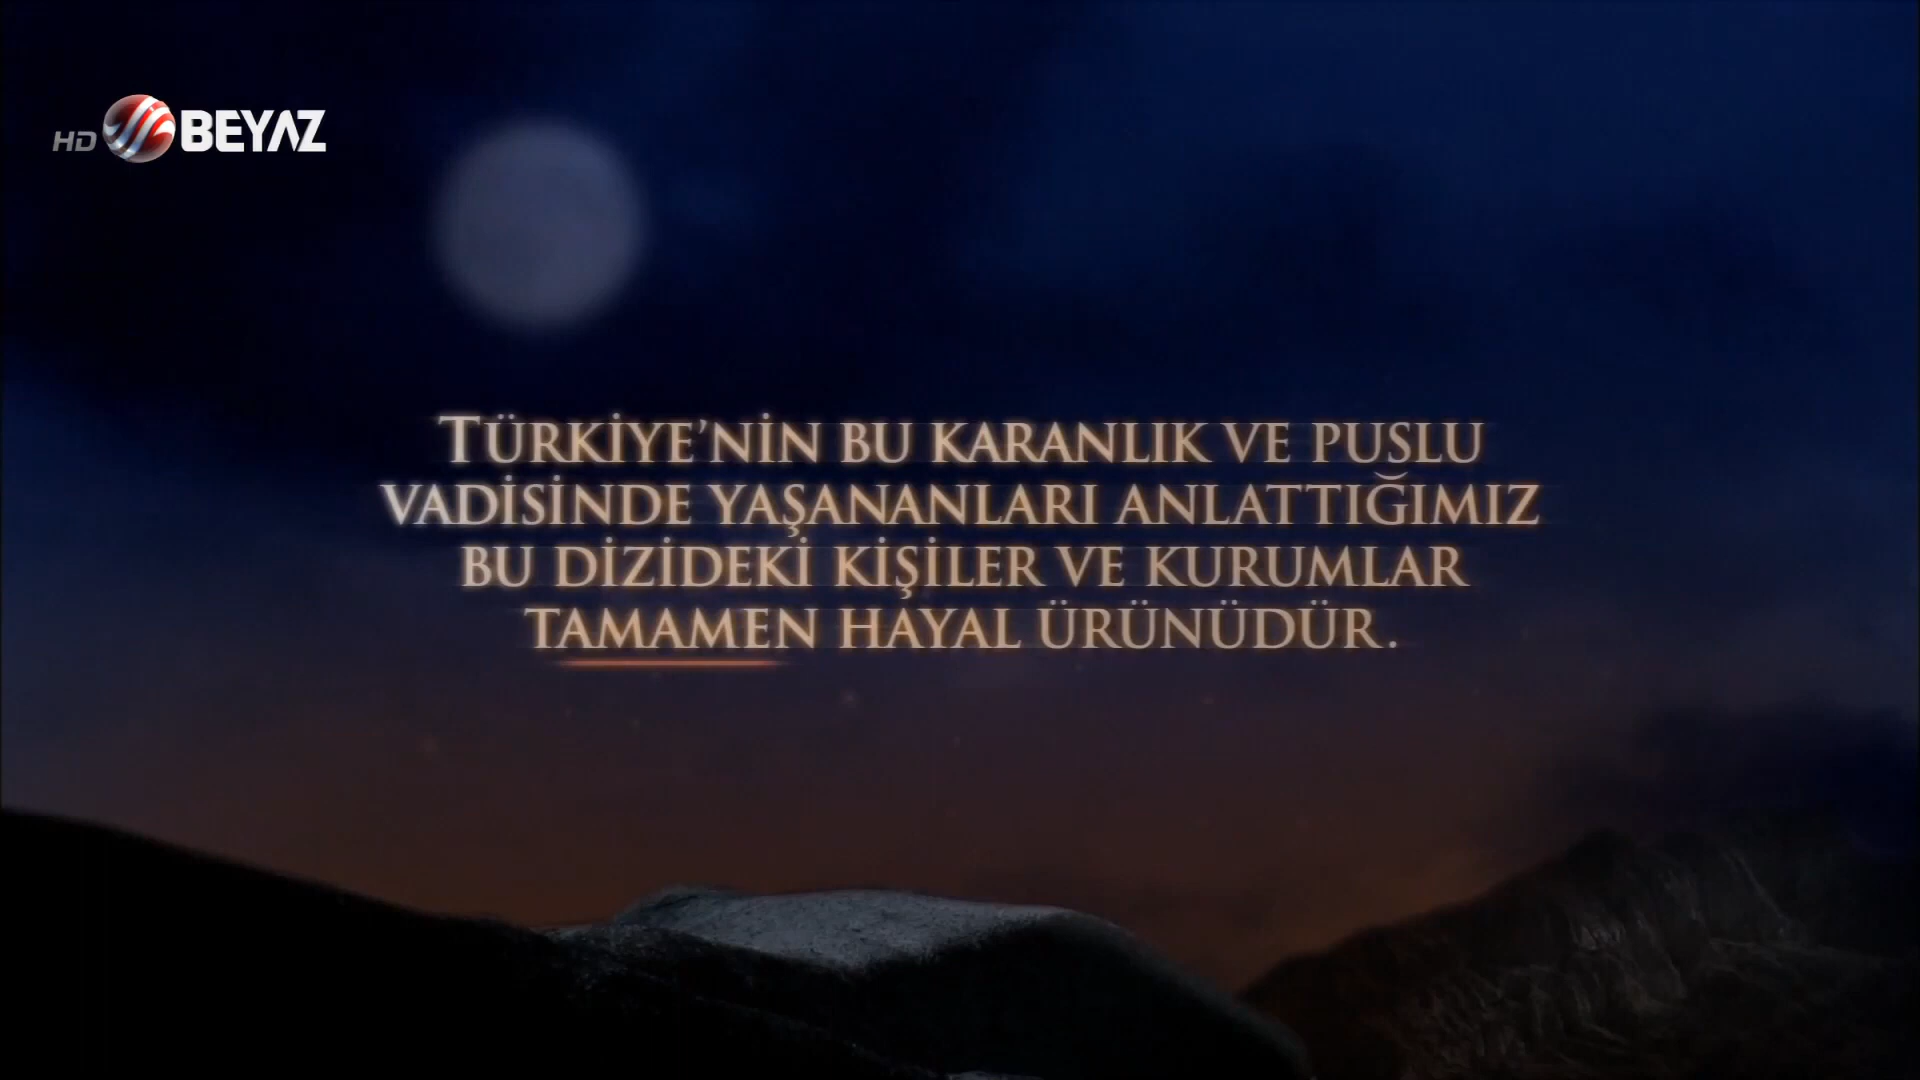 HD BEYAZ
TÜRKİYE'NİN BU KARANLIK VE PUSLU
VADİSİNDE YAŞANANLARI ANLATTIĞIMIZ
BU DİZİDEKİ KİŞİLER VE KURUMLAR
TAMAMEN HAYAL ÜRÜNÜDÜR.